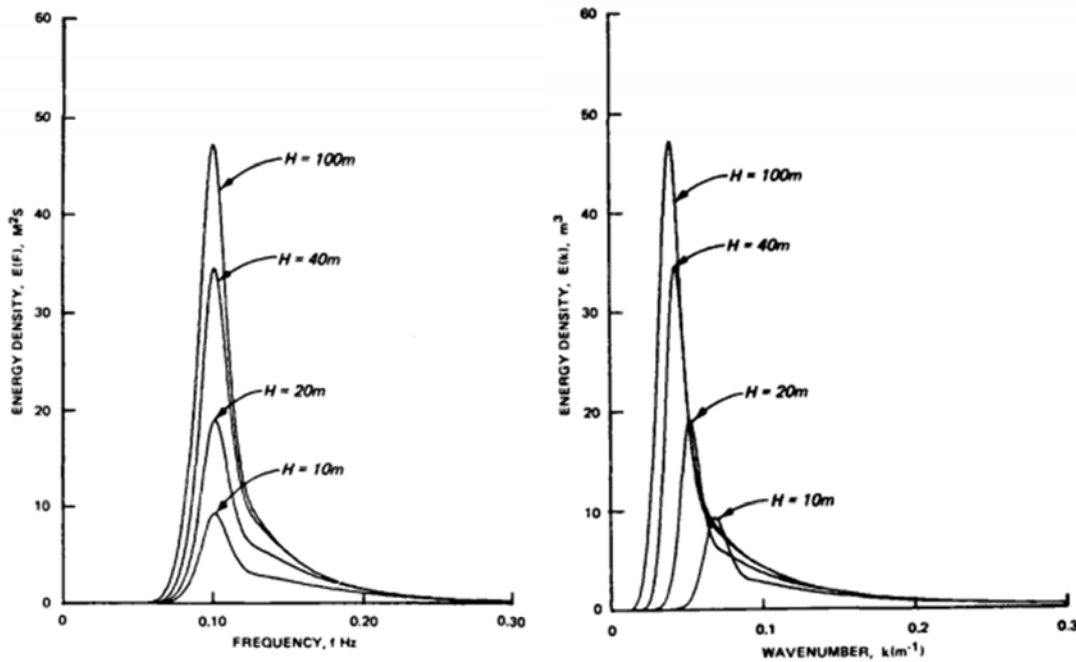 60
50
40
30
20
10
0
ENERGY DENSITY, E(F), M²S
H = 100m
H = 40m
H = 20m
H = 10m
0
0.10
0.20
0.30
FREQUENCY, f Hz
60
50
40
30
20
10
0
ENERGY DENSITY, E(k), m³
H = 100m
H = 40m
H = 20m
H = 10m
0
0.1
0.2
0.3
WAVENUMBER, k(m⁻¹)